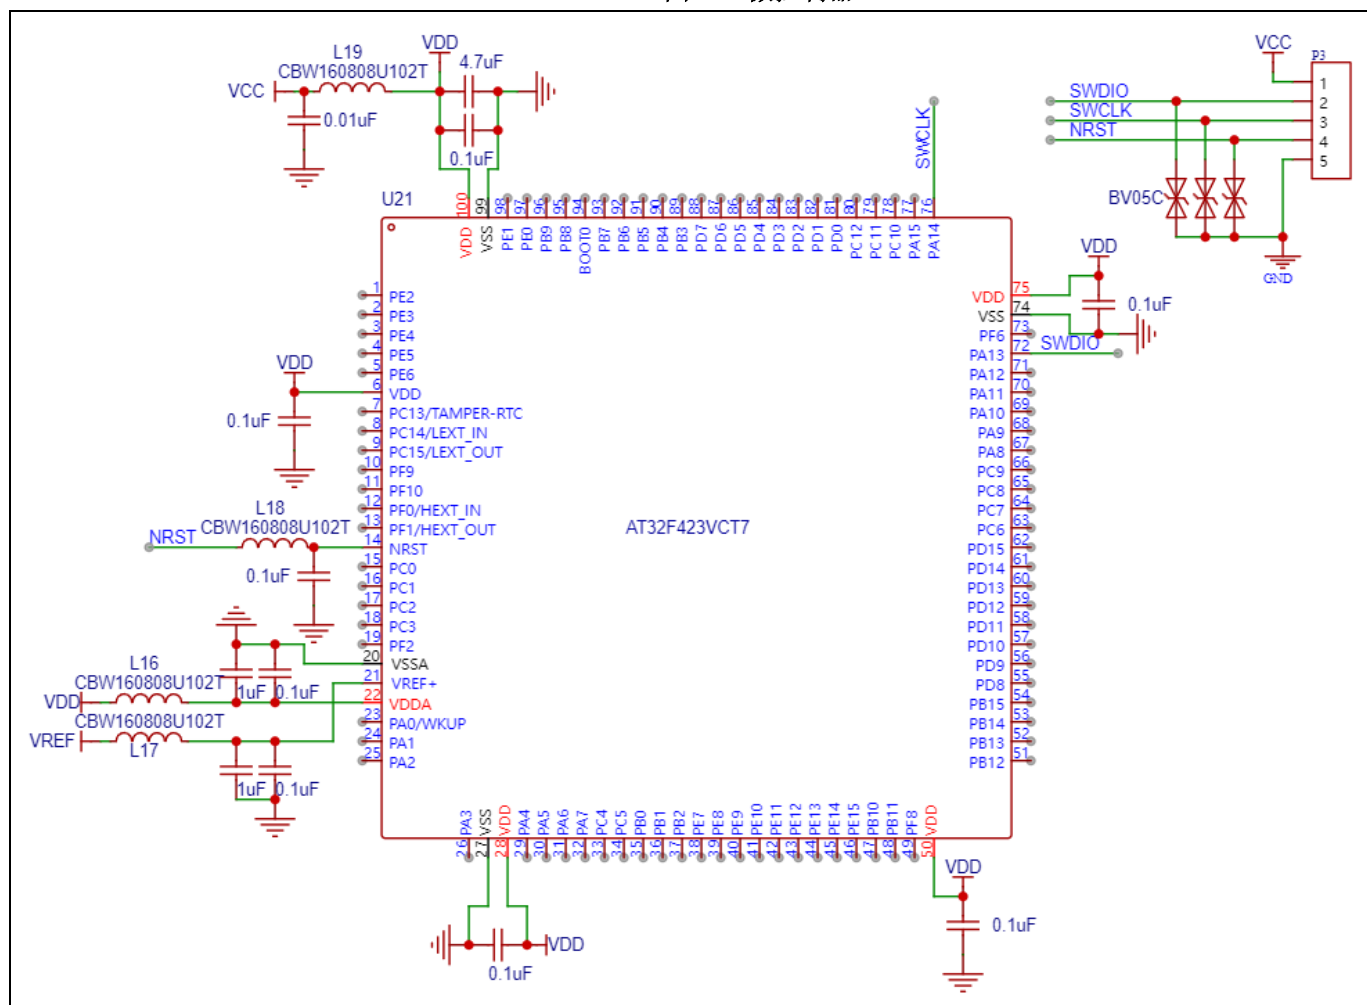 VDD
L19
CBW160808U102T
4.7uF
VCC
0.01uF
0.1uF
SWCLK
VCC
P3
SWDIO
SWCLK
NRST
1
2
3
4
5
BV05C
GND
U21
100 99 98 97 96 95 94 93 92 91 90 89 88 87 86 85 84 83 82 81 80 79 78 77 76
VDD VSS PE1 PE0 PB9 PB8 BOOT0 PB7 PB6 PB5 PB4 PB3 PD7 PD6 PD5 PD4 PD3 PD2 PD1 PD0 PC12 PC11 PC10 PA15 PA14
1 PE2
2 PE3
3 PE4
4 PE5
5 PE6
6 VDD
7 PC13/TAMPER-RTC
8 PC14/LEXT_IN
9 PC15/LEXT_OUT
10 PF9
11 PF10
12 PF0/HEXT_IN
13 PF1/HEXT_OUT
14 NRST
15 PC0
16 PC1
17 PC2
18 PC3
19 PF2
20 VSSA
21 VREF+
22 VDDA
23 PA0/WKUP
24 PA1
25 PA2
VDD
0.1uF
L18
CBW160808U102T
NRST
0.1uF
L16
CBW160808U102T
1uF 0.1uF
VDD
CBW160808U102T
VREF
L17
1uF 0.1uF
AT32F423VCT7
VDD
0.1uF
SWDIO
VDD 75
VSS 74
PF6 73
PA13 72
PA12 71
PA11 70
PA10 69
PA9 68
PA8 67
PC9 66
PC8 65
PC7 64
PC6 63
PD15 62
PD14 61
PD13 60
PD12 59
PD11 58
PD10 57
PD9 56
PD8 55
PB15 54
PB14 53
PB13 52
PB12 51
PA3 VSS VDD PA4 PA5 PA6 PA7 PC4 PC5 PB0 PB1 PB2 PE7 PE8 PE9 PE10 PE11 PE12 PE13 PE14 PE15 PB10 PB11 PF8 VDD
26 27 28 29 30 31 32 33 34 35 36 37 38 39 40 41 42 43 44 45 46 47 48 49 50
VDD
0.1uF
VDD
0.1uF